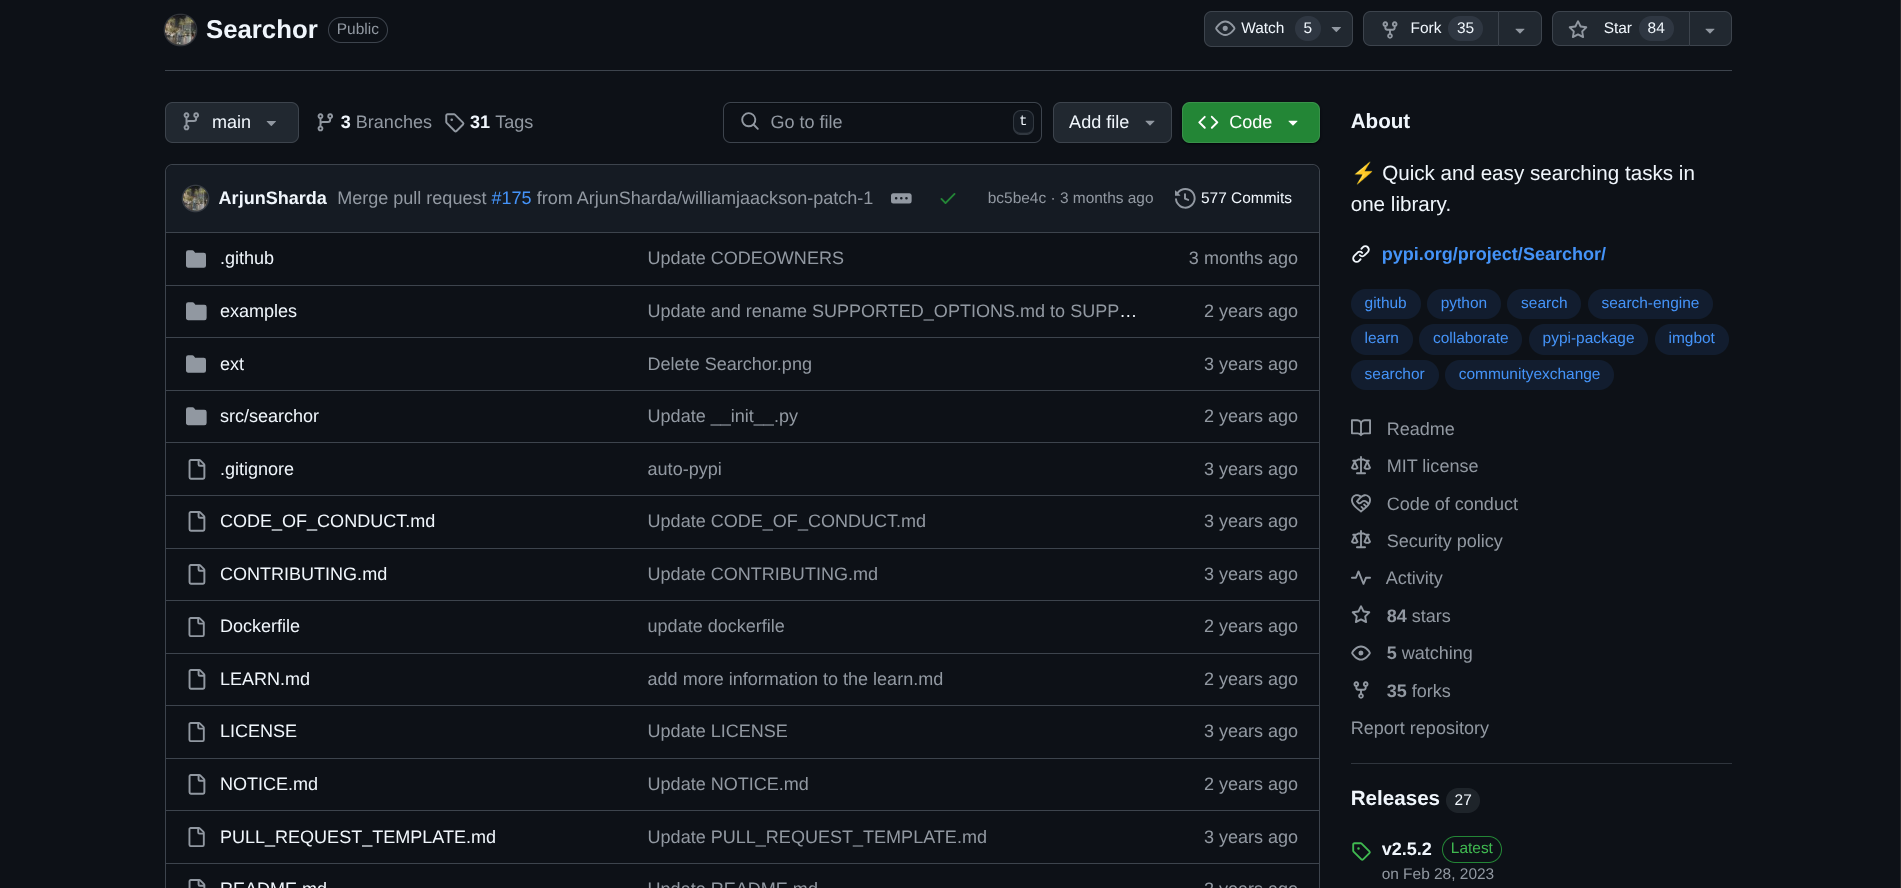 Searchor Public Watch 5 Fork 35 Star 84
main 3 Branches 31 Tags Go to file t Add file Code
ArjunSharda Merge pull request #175 from ArjunSharda/williamjaackson-patch-1 bc5be4c · 3 months ago 577 Commits
.github Update CODEOWNERS 3 months ago
examples Update and rename SUPPORTED_OPTIONS.md to SUPP… 2 years ago
ext Delete Searchor.png 3 years ago
src/searchor Update __init__.py 2 years ago
.gitignore auto-pypi 3 years ago
CODE_OF_CONDUCT.md Update CODE_OF_CONDUCT.md 3 years ago
CONTRIBUTING.md Update CONTRIBUTING.md 3 years ago
Dockerfile update dockerfile 2 years ago
LEARN.md add more information to the learn.md 2 years ago
LICENSE Update LICENSE 3 years ago
NOTICE.md Update NOTICE.md 2 years ago
PULL_REQUEST_TEMPLATE.md Update PULL_REQUEST_TEMPLATE.md 3 years ago
README.md Update README.md 2 years ago
About
⚡ Quick and easy searching tasks in
one library.
pypi.org/project/Searchor/
github python search search-engine
learn collaborate pypi-package imgbot
searchor communityexchange
Readme
MIT license
Code of conduct
Security policy
Activity
84 stars
5 watching
35 forks
Report repository
Releases 27
v2.5.2 Latest
on Feb 28, 2023